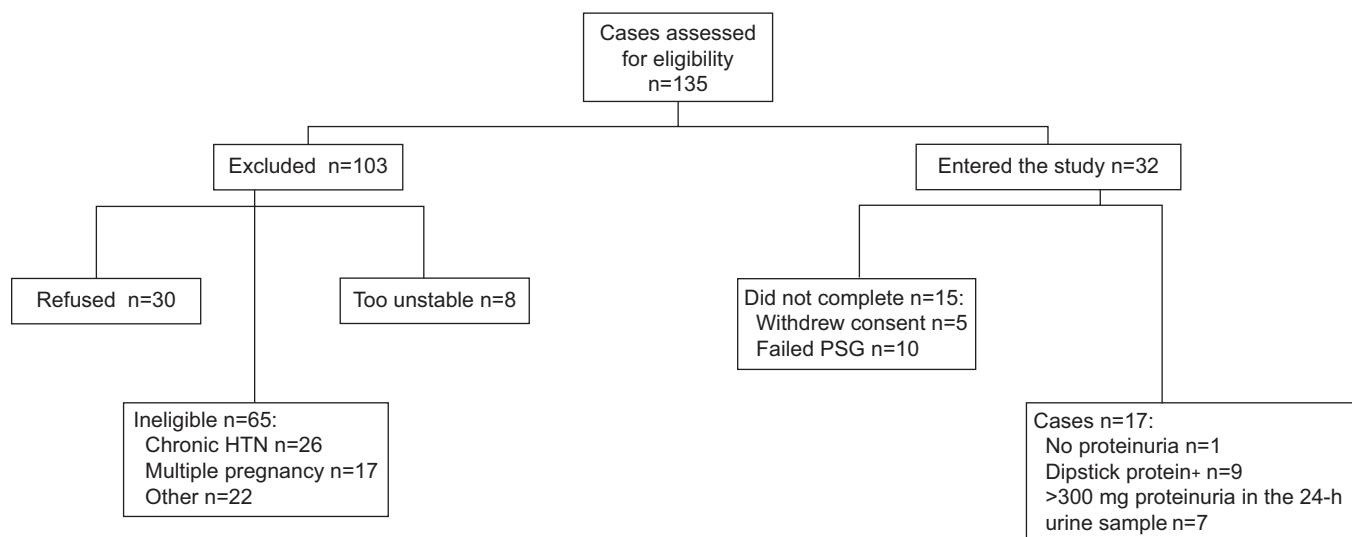 Cases assessed
for eligibility
n=135
Excluded n=103
Entered the study n=32
Refused n=30
Too unstable n=8
Did not complete n=15:
Withdrew consent n=5
Failed PSG n=10
Ineligible n=65:
Chronic HTN n=26
Multiple pregnancy n=17
Other n=22
Cases n=17:
No proteinuria n=1
Dipstick protein+ n=9
>300 mg proteinuria in the 24-h
urine sample n=7